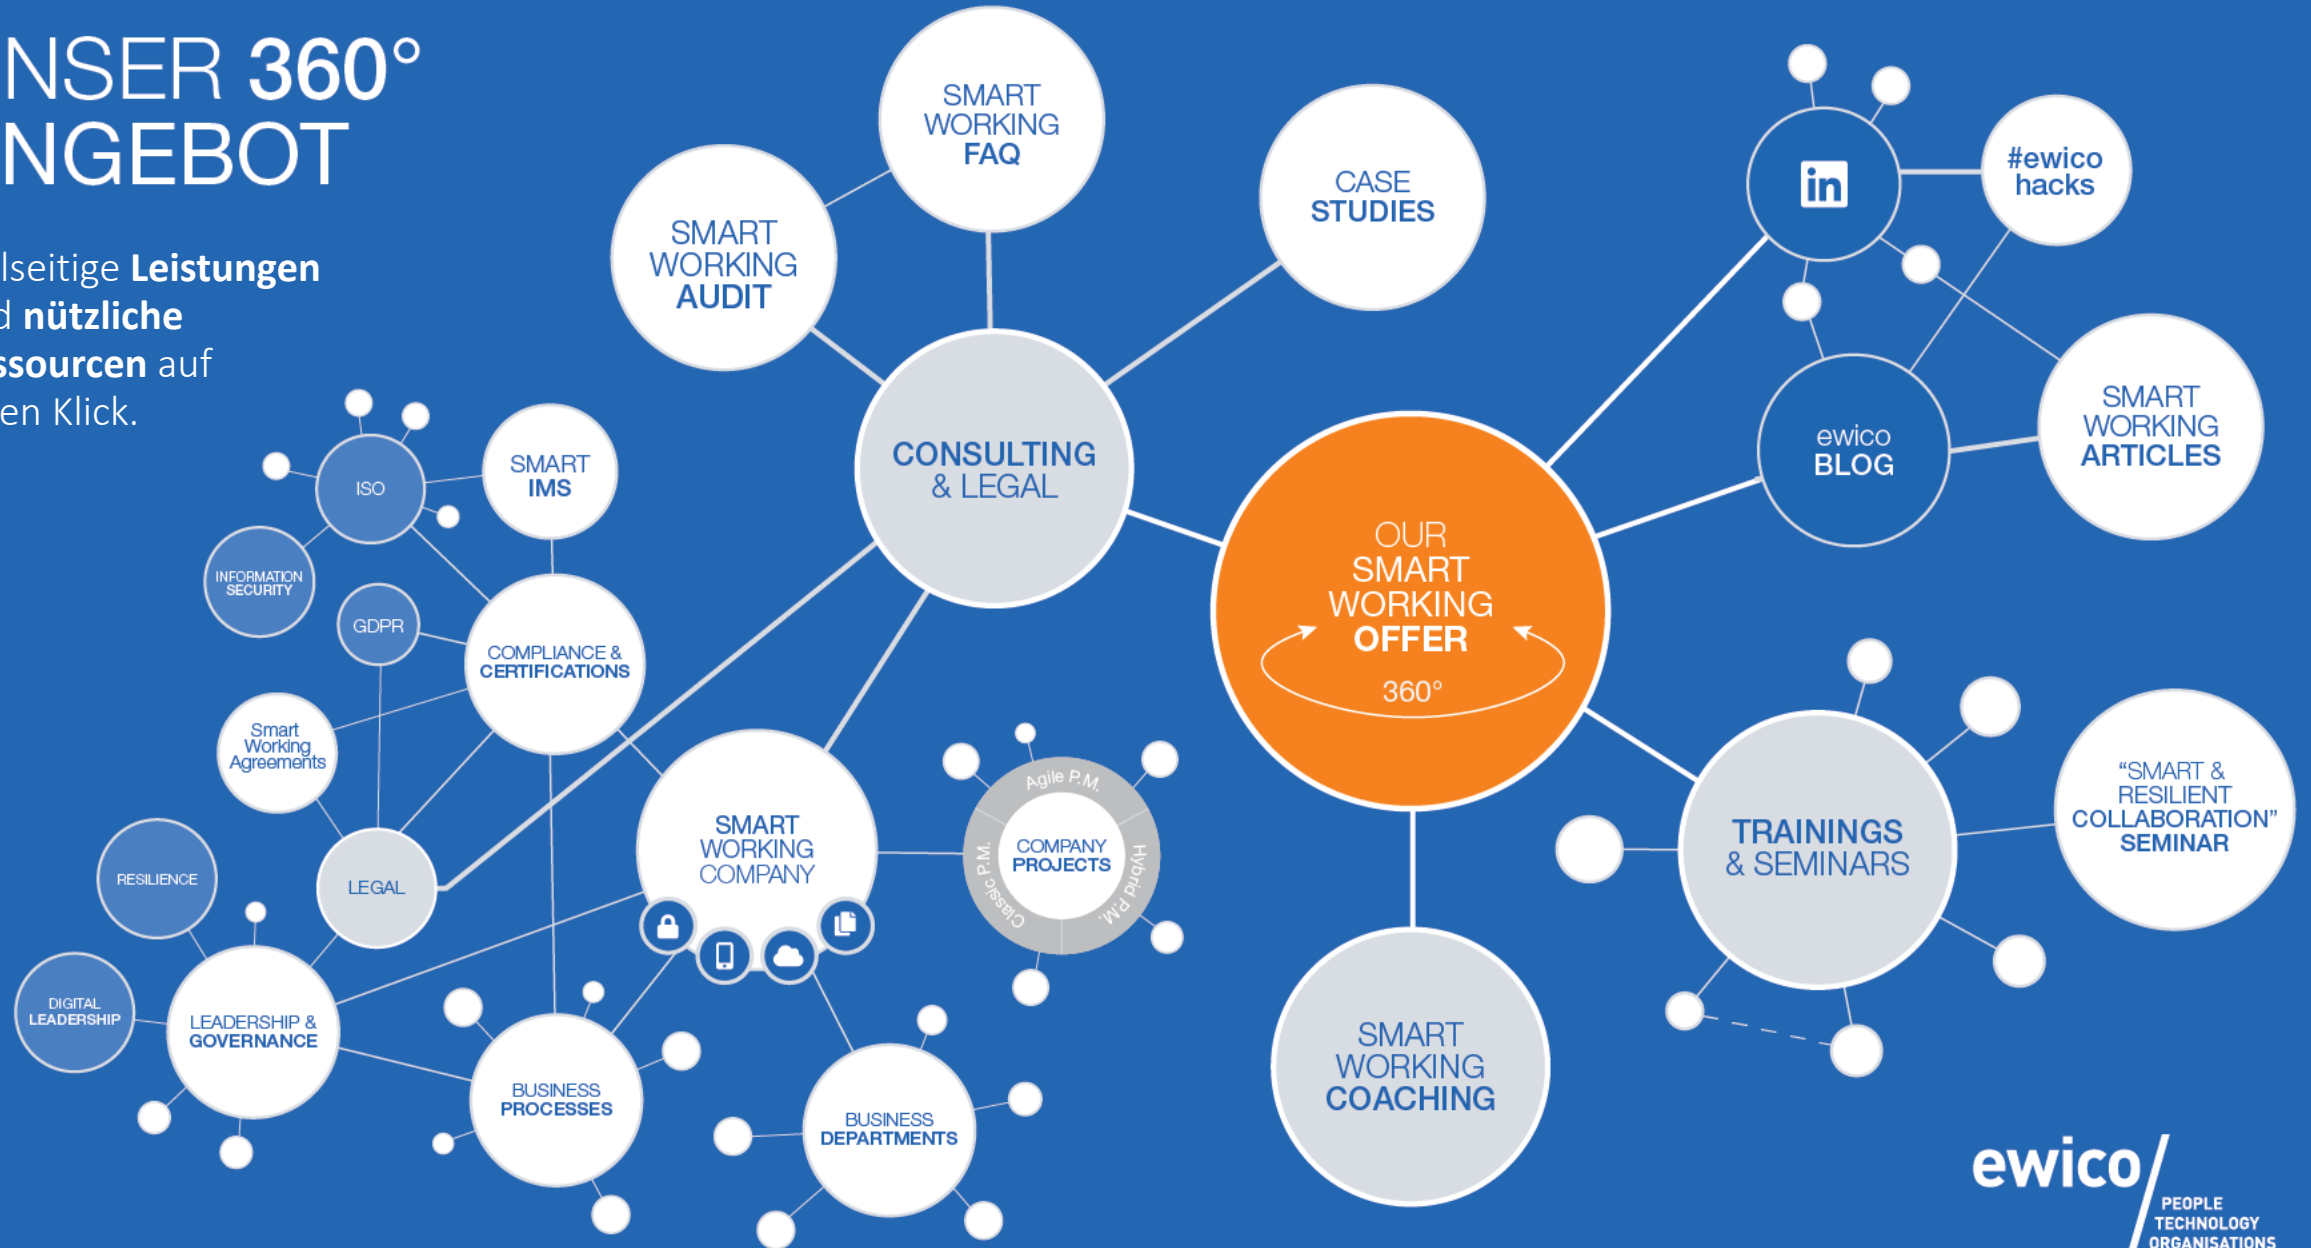 NSER 360°
NGEBOT
lseitige Leistungen
d nützliche
ssourcen auf
en Klick.
SMART
WORKING
FAQ
SMART
WORKING
AUDIT
CASE
STUDIES
CONSULTING
& LEGAL
in
#ewico
hacks
ewico
BLOG
SMART
WORKING
ARTICLES
OUR
SMART
WORKING
OFFER
360°
ISO
SMART
IMS
INFORMATION
SECURITY
GDPR
COMPLIANCE &
CERTIFICATIONS
Smart
Working
Agreements
RESILIENCE
LEGAL
DIGITAL
LEADERSHIP
LEADERSHIP &
GOVERNANCE
SMART
WORKING
COMPANY
Agile P.M.
Classic P.M.
Hybrid P.M.
COMPANY
PROJECTS
BUSINESS
PROCESSES
BUSINESS
DEPARTMENTS
SMART
WORKING
COACHING
TRAININGS
& SEMINARS
“SMART &
RESILIENT
COLLABORATION”
SEMINAR
ewico
PEOPLE
TECHNOLOGY
ORGANISATIONS